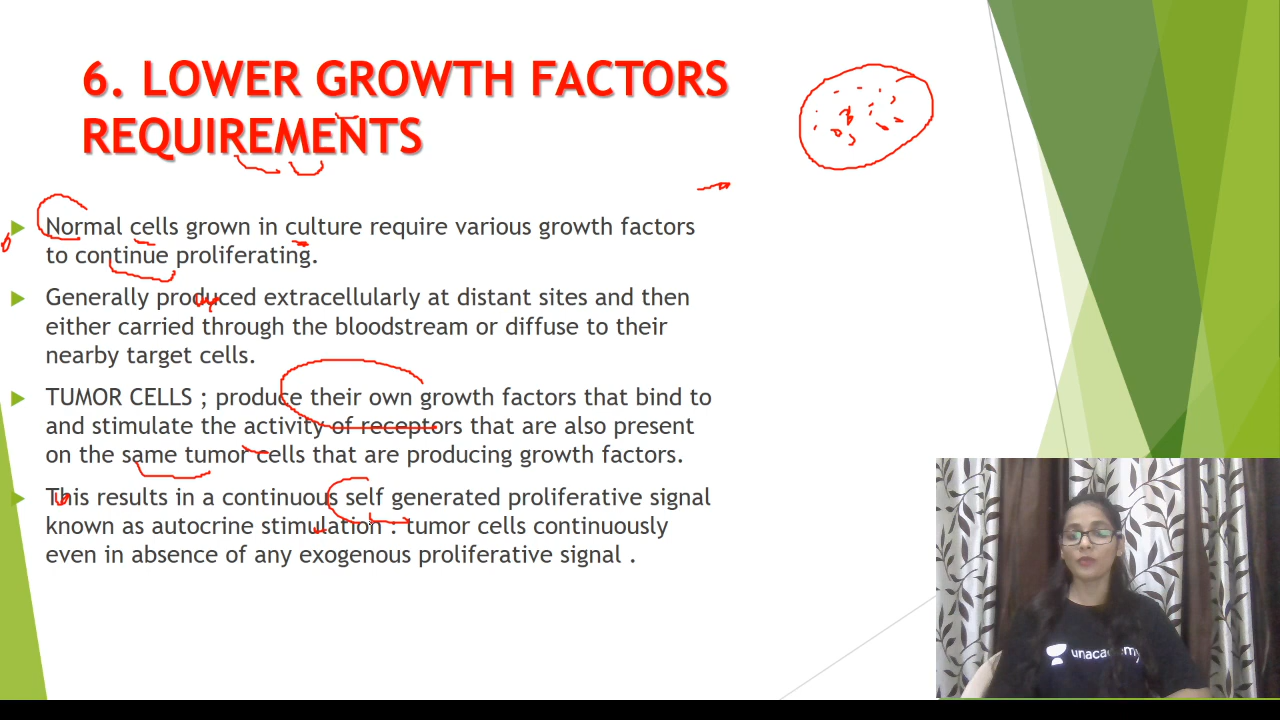 6. LOWER GROWTH FACTORS
REQUIREMENTS
Normal cells grown in culture require various growth factors
to continue proliferating.
Generally produced extracellularly at distant sites and then
either carried through the bloodstream or diffuse to their
nearby target cells.
TUMOR CELLS ; produce their own growth factors that bind to
and stimulate the activity of receptors that are also present
on the same tumor cells that are producing growth factors.
This results in a continuous self generated proliferative signal
known as autocrine stimulation : tumor cells continuously
even in absence of any exogenous proliferative signal .
unacademy